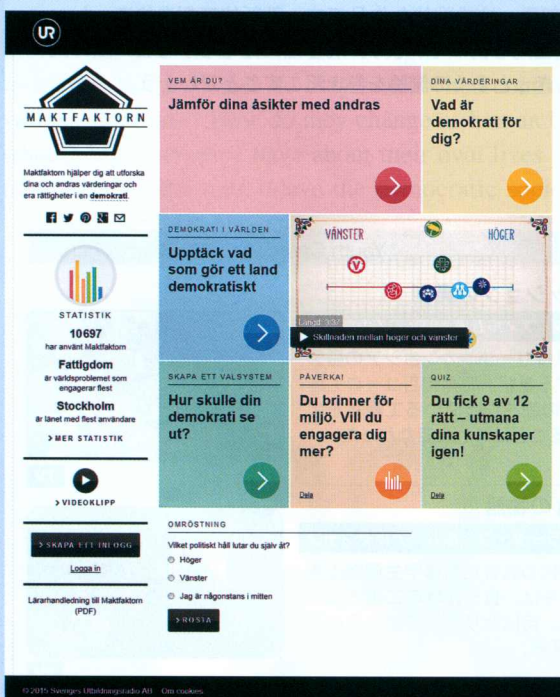 UR
MAKTFAKTORN
Maktfaktorn hjälper dig att utforska
dina och andras värderingar och
era rättigheter i en demokrati.
STATISTIK
10697
har använt Maktfaktorn
Fattigdom
är världsproblemet som
engagerar flest
Stockholm
är länet med flest användare
> MER STATISTIK
> VIDEOKLIPP
> SKAPA ETT INLOGG
Logga in
Lärarhandledning till Maktfaktorn
(PDF)
VEM ÄR DU?
Jämför dina åsikter med andras
DINA VÄRDERINGAR
Vad är
demokrati för
dig?
DEMOKRATI I VÄRLDEN
Upptäck vad
som gör ett land
demokratiskt
VÄNSTER
HÖGER
V
Längd: 3:37
Skillnaden mellan höger och vänster
SKAPA ETT VALSYSTEM
Hur skulle din
demokrati se
ut?
PÅVERKA!
Du brinner för
miljö. Vill du
engagera dig
mer?
Dela
QUIZ
Du fick 9 av 12
rätt – utmana
dina kunskaper
igen!
Dela
OMRÖSTNING
Vilket politiskt håll lutar du själv åt?
Höger
Vänster
Jag är någonstans i mitten
> RÖSTA
© 2015 Sveriges Utbildningsradio AB Om cookies